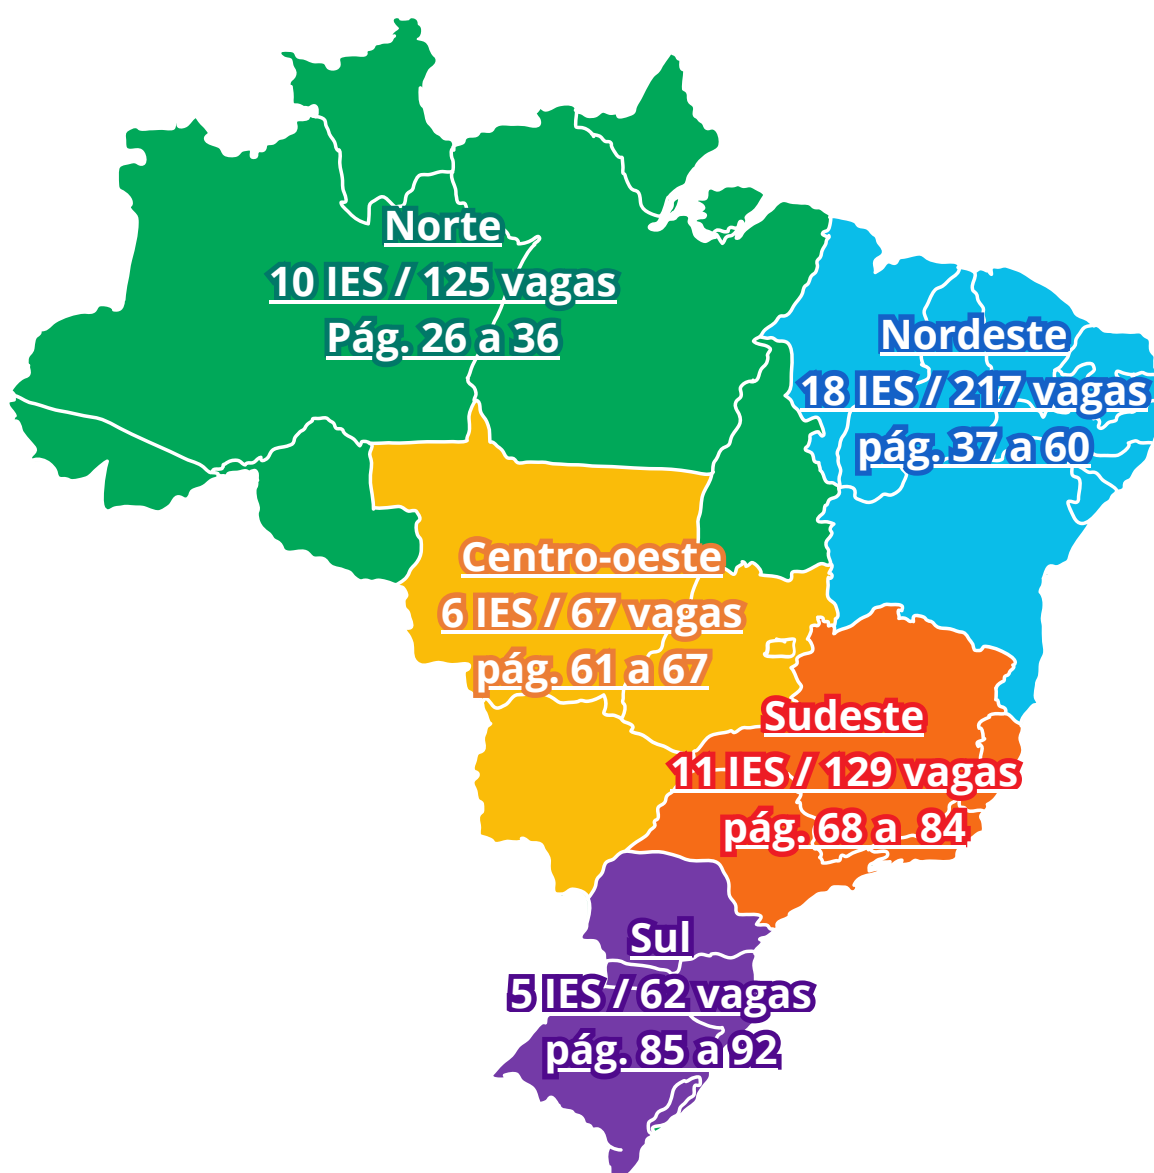 Norte
10 IES / 125 vagas
Pág. 26 a 36
Nordeste
18 IES / 217 vagas
pág. 37 a 60
Centro-oeste
6 IES / 67 vagas
pág. 61 a 67
Sudeste
11 IES / 129 vagas
pág. 68 a  84
Sul
5 IES / 62 vagas
pág. 85 a 92